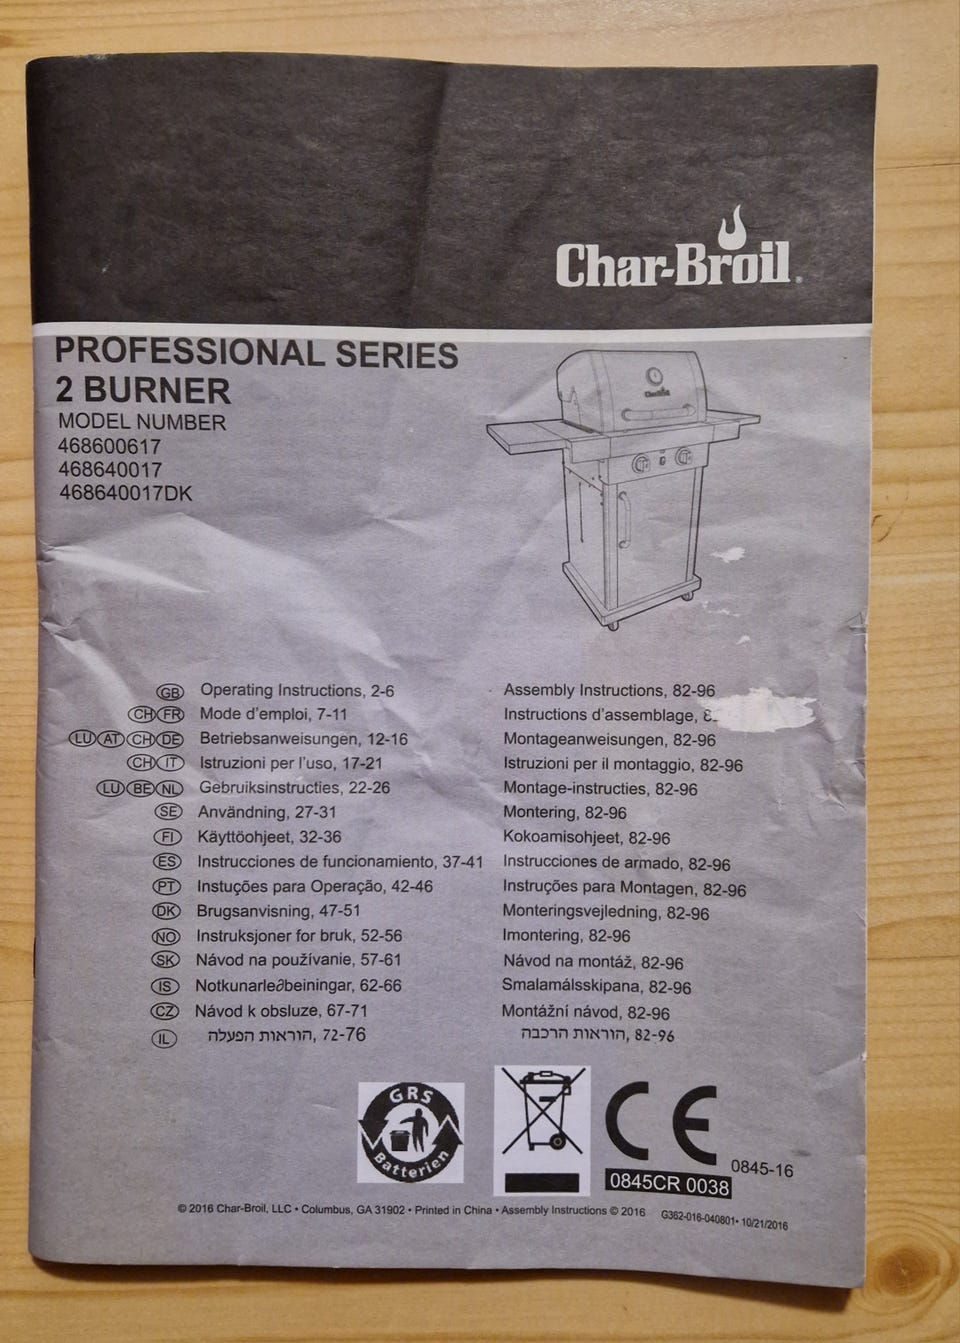 Char-Broil®
PROFESSIONAL SERIES
2 BURNER
MODEL NUMBER
468600617
468640017
468640017DK
Char-Broil
GB Operating Instructions, 2-6 Assembly Instructions, 82-96
CH FR Mode d'emploi, 7-11 Instructions d'assemblage,
LU AT CH DE Betriebsanweisungen, 12-16 Montageanweisungen, 82-96
CH IT Istruzioni per l'uso, 17-21 Istruzioni per il montaggio, 82-96
LU BE NL Gebruiksinstructies, 22-26 Montage-instructies, 82-96
SE Användning, 27-31 Montering, 82-96
FI Käyttöohjeet, 32-36 Kokoamisohjeet, 82-96
ES Instrucciones de funcionamiento, 37-41 Instrucciones de armado, 82-96
PT Instuções para Operação, 42-46 Instruções para Montagen, 82-96
DK Brugsanvisning, 47-51 Monteringsvejledning, 82-96
NO Instruksjoner for bruk, 52-56 Imontering, 82-96
SK Návod na používanie, 57-61 Návod na montáž, 82-96
IS Notkunarle∂beiningar, 62-66 Smalamálsskipana, 82-96
CZ Návod k obsluze, 67-71 Montážní návod, 82-96
IL הוראות הפעלה, 72-76 הוראות הרכבה, 82-96
GRS
Batterien
CE
0845-16
0845CR 0038
© 2016 Char-Broil, LLC • Columbus, GA 31902 • Printed in China • Assembly Instructions © 2016 G362-016-040801• 10/21/2016